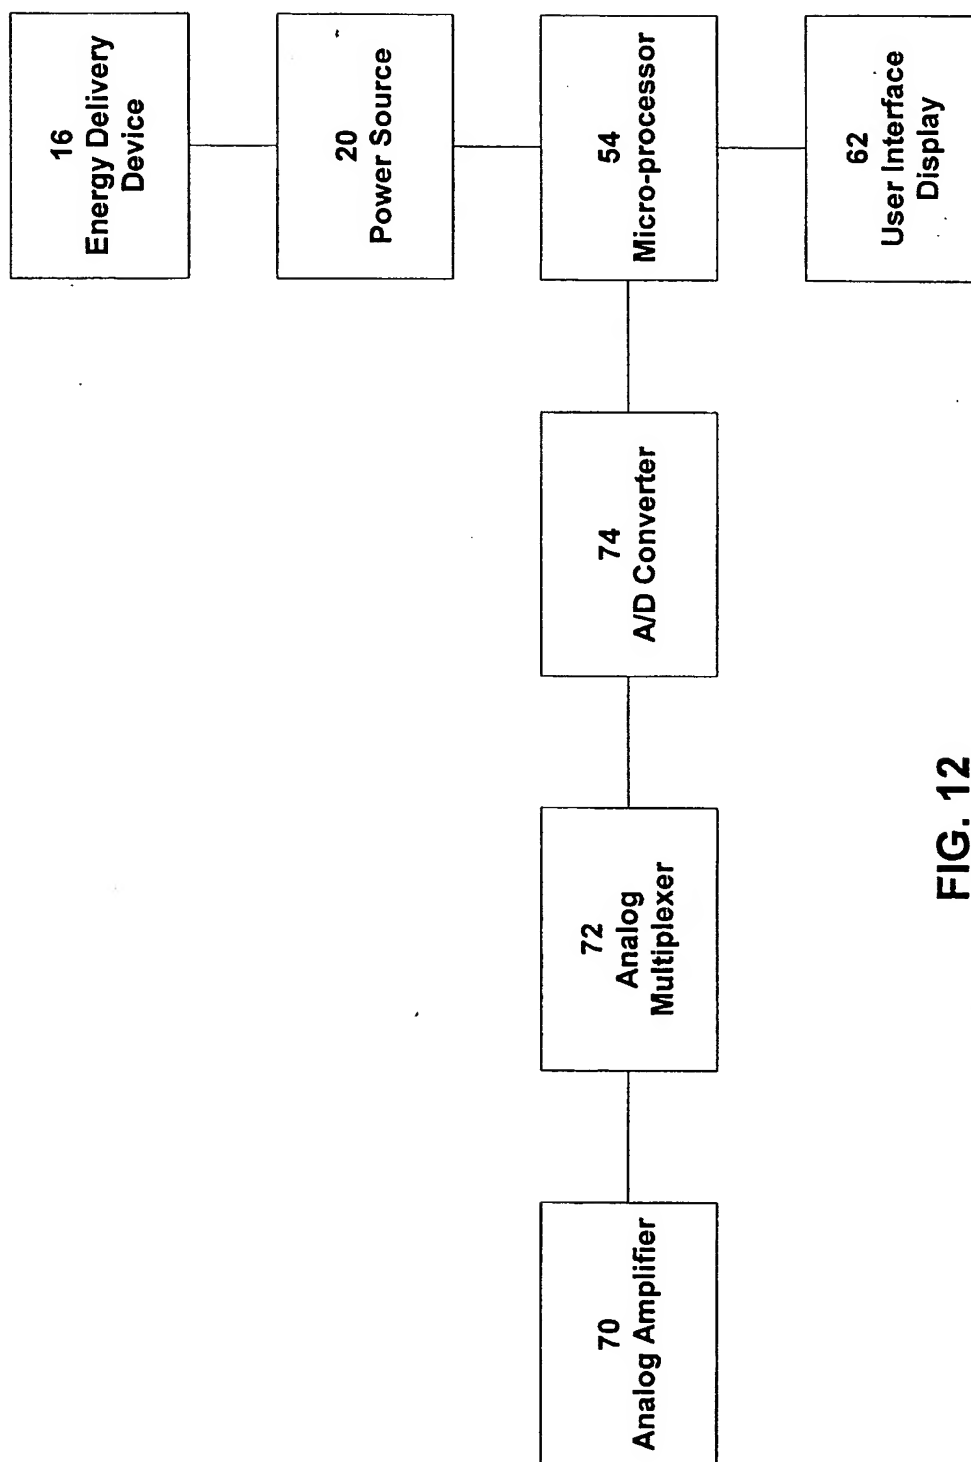 16
Energy Delivery
Device
20
Power Source
54
Micro-processor
62
User Interface
Display
74
A/D Converter
72
Analog
Multiplexer
70
Analog Amplifier
FIG. 12